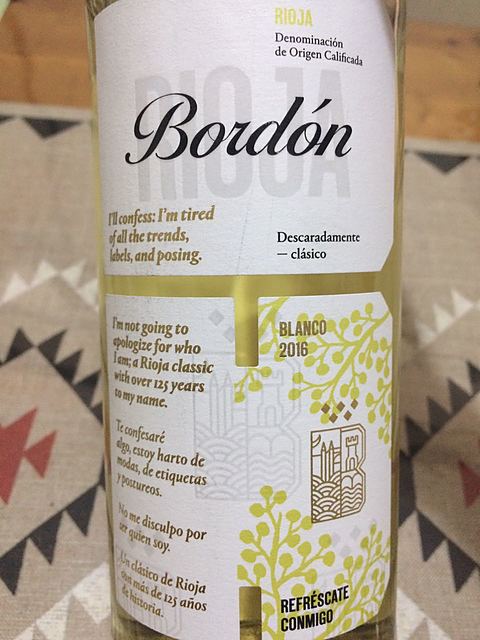 RIOJA
Denominación
de Origen Calificada
RIOJA
Bordón
I'll confess: I'm tired
of all the trends,
labels, and posing.
Descaradamente
— clásico
I'm not going to
apologize for who
I am; a Rioja classic
with over 125 years
to my name.
BLANCO
2016
Te confesaré
algo, estoy harto de
modas, de etiquetas
y postureos.
No me disculpo por
ser quien soy.
Un clásico de Rioja
con más de 125 años
de historia.
REFRÉSCATE
CONMIGO